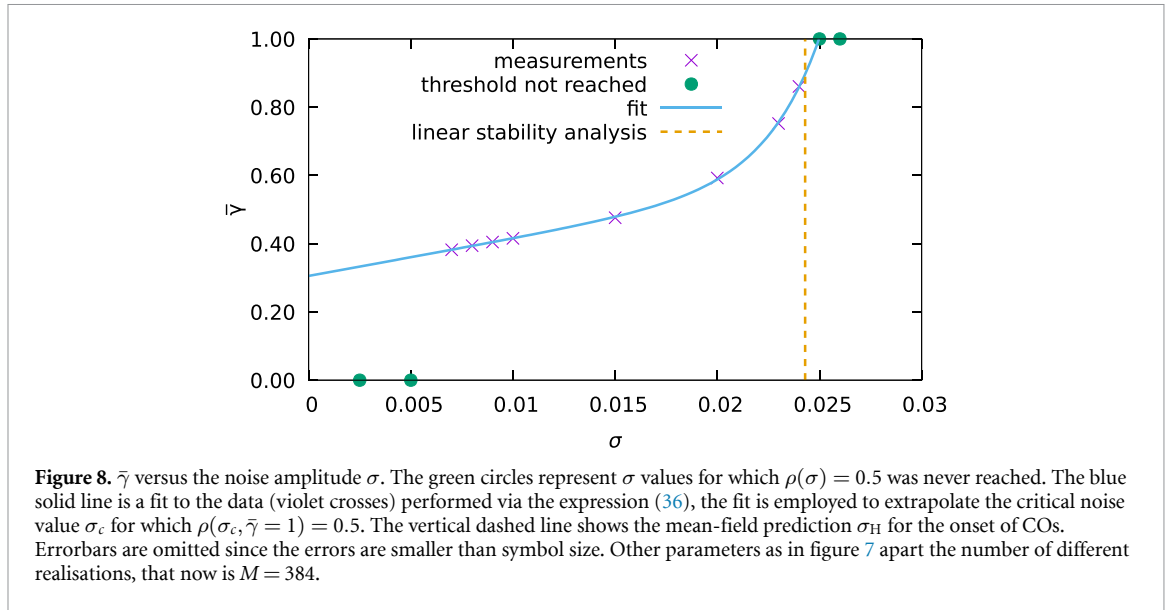 1.00
0.80
0.60
0.40
0.20
0.00
γ̄
measurements
threshold not reached
fit
linear stability analysis
0 0.005 0.01 0.015 0.02 0.025 0.03
σ
Figure 8. γ̄ versus the noise amplitude σ. The green circles represent σ values for which ρ(σ) = 0.5 was never reached. The blue
solid line is a fit to the data (violet crosses) performed via the expression (36), the fit is employed to extrapolate the critical noise
value σc for which ρ(σc, γ̄ = 1) = 0.5. The vertical dashed line shows the mean-field prediction σH for the onset of COs.
Errorbars are omitted since the errors are smaller than symbol size. Other parameters as in figure 7 apart the number of different
realisations, that now is M = 384.